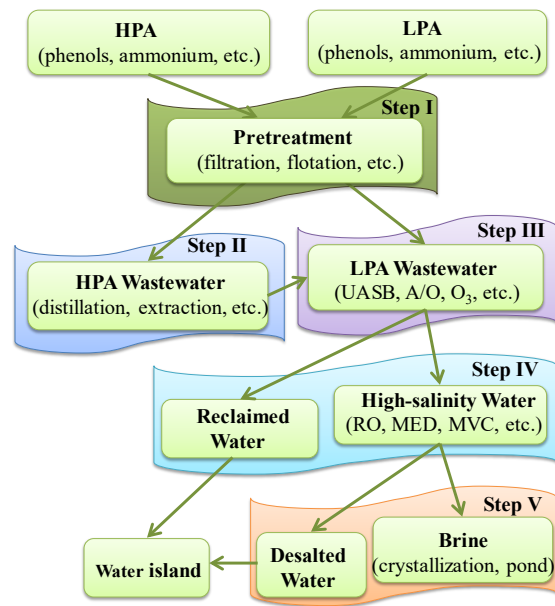 HPA
(phenols, ammonium, etc.)
LPA
(phenols, ammonium, etc.)
Step I
Pretreatment
(filtration, flotation, etc.)
Step II
HPA Wastewater
(distillation, extraction, etc.)
Step III
LPA Wastewater
(UASB, A/O, O₃, etc.)
Step IV
Reclaimed
Water
High-salinity Water
(RO, MED, MVC, etc.)
Step V
Water island
Desalted
Water
Brine
(crystallization, pond)